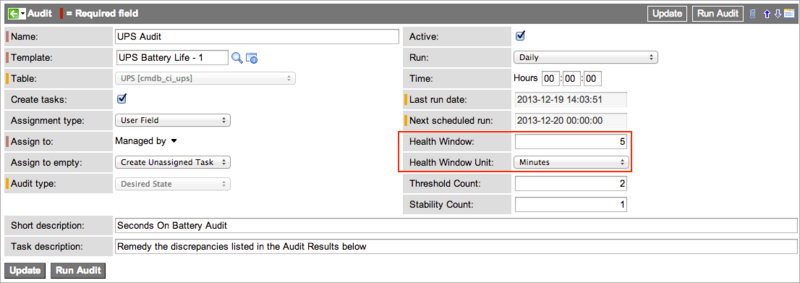 Audit = Required field Update Run Audit
Name: UPS Audit Active:
Template: UPS Battery Life - 1 Run: Daily
Table: UPS [cmdb_ci_ups] Time: Hours 00 : 00 : 00
Create tasks: Last run date: 2013-12-19 14:03:51
Assignment type: User Field Next scheduled run: 2013-12-20 00:00:00
Assign to: Managed by Health Window: 5
Assign to empty: Create Unassigned Task Health Window Unit: Minutes
Audit type: Desired State Threshold Count: 2
Stability Count: 1
Short description: Seconds On Battery Audit
Task description: Remedy the discrepancies listed in the Audit Results below
Update Run Audit